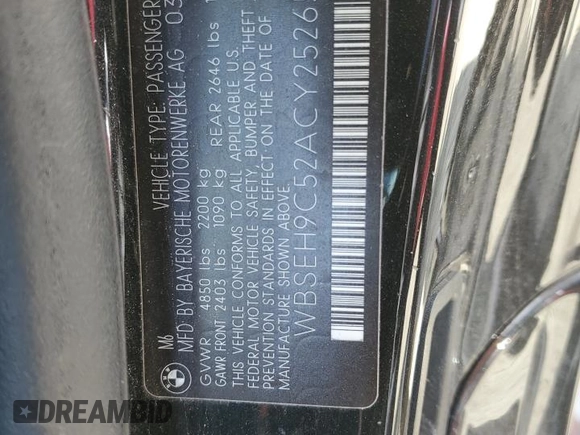 M6
VEHICLE TYPE: PASSENGER
MFD BY BAYERISCHE MOTORENWERKE AG 03
GVWR 4850 lbs 2200 kg
GAWR FRONT 2403 lbs 1090 kg REAR 2646 lbs
THIS VEHICLE CONFORMS TO ALL APPLICABLE U.S.
FEDERAL MOTOR VEHICLE SAFETY, BUMPER, AND THEFT
PREVENTION STANDARDS IN EFFECT ON THE DATE OF
MANUFACTURE SHOWN ABOVE.
WBSEH9C52ACY2526
DREAMBID